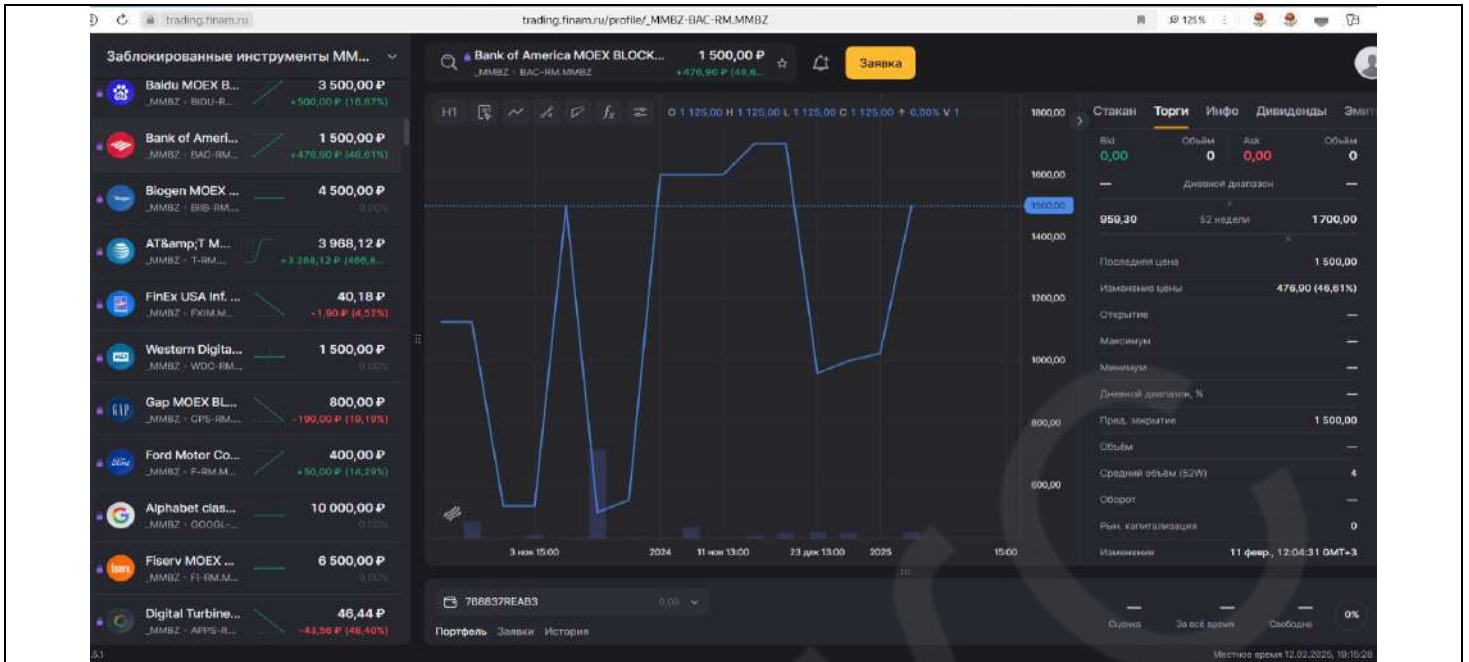 trading.finam.ru
trading.finam.ru/profile/_MMBZ-BAC-RM.MMBZ
125 %
Заблокированные инструменты MM...
Baidu MOEX B...
3 500,00 ₽
_MMBZ · BIDU-R...
+500,00 ₽ (16,67%)
Bank of Ameri...
1 500,00 ₽
_MMBZ · BAC-RM...
+476,90 ₽ (46,61%)
Biogen MOEX ...
4 500,00 ₽
_MMBZ · BIIB-RM...
0,00%
AT&amp;T M...
3 968,12 ₽
_MMBZ · T-RM....
FinEx USA Inf. ...
40,18 ₽
_MMBZ · FXIM.M...
-1,90 ₽ (4,52%)
Western Digita...
1 500,00 ₽
_MMBZ · WDC-RM...
0,00%
Gap MOEX BL...
800,00 ₽
_MMBZ · GPS-RM...
-190,00 ₽ (19,19%)
Ford Motor Co...
400,00 ₽
_MMBZ · F-RM.M...
+50,00 ₽ (14,29%)
Alphabet clas...
10 000,00 ₽
_MMBZ · GOOGL-...
0,00%
Fiserv MOEX ...
6 500,00 ₽
_MMBZ · FI-RM.M...
0,00%
Digital Turbine...
46,44 ₽
_MMBZ · APPS-R...
-43,56 ₽ (48,40%)
Bank of America MOEX BLOCK...
1 500,00 ₽
_MMBZ · BAC-RM.MMBZ
Заявка
H1
O 1 125,00 H 1 125,00 L 1 125,00 C 1 125,00 0,00% V 1
1800,00
1600,00
1500,00
1400,00
1200,00
1000,00
800,00
600,00
3 ноя 15:00
2024
11 ноя 13:00
23 дек 13:00
2025
15:00
Стакан Торги Инфо Дивиденды Эмит
Bid Объём Ask Объём
0,00 0 0,00 0
— Дневной диапазон —
959,30 52 недели 1 700,00
Последняя цена 1 500,00
Изменение цены 476,90 (46,61%)
Открытие —
Максимум —
Минимум —
Дневной диапазон, % —
Пред. закрытие 1 500,00
Объём —
Средний объём (52W) 4
Оборот —
Рын. капитализация 0
Изменение 11 февр., 12:04:31 GMT+3
768837REAB3
0,00
Портфель Заявки История
— — —
Оценка За всё время Свободно
0%
Местное время 12.02.2025, 19:15:28